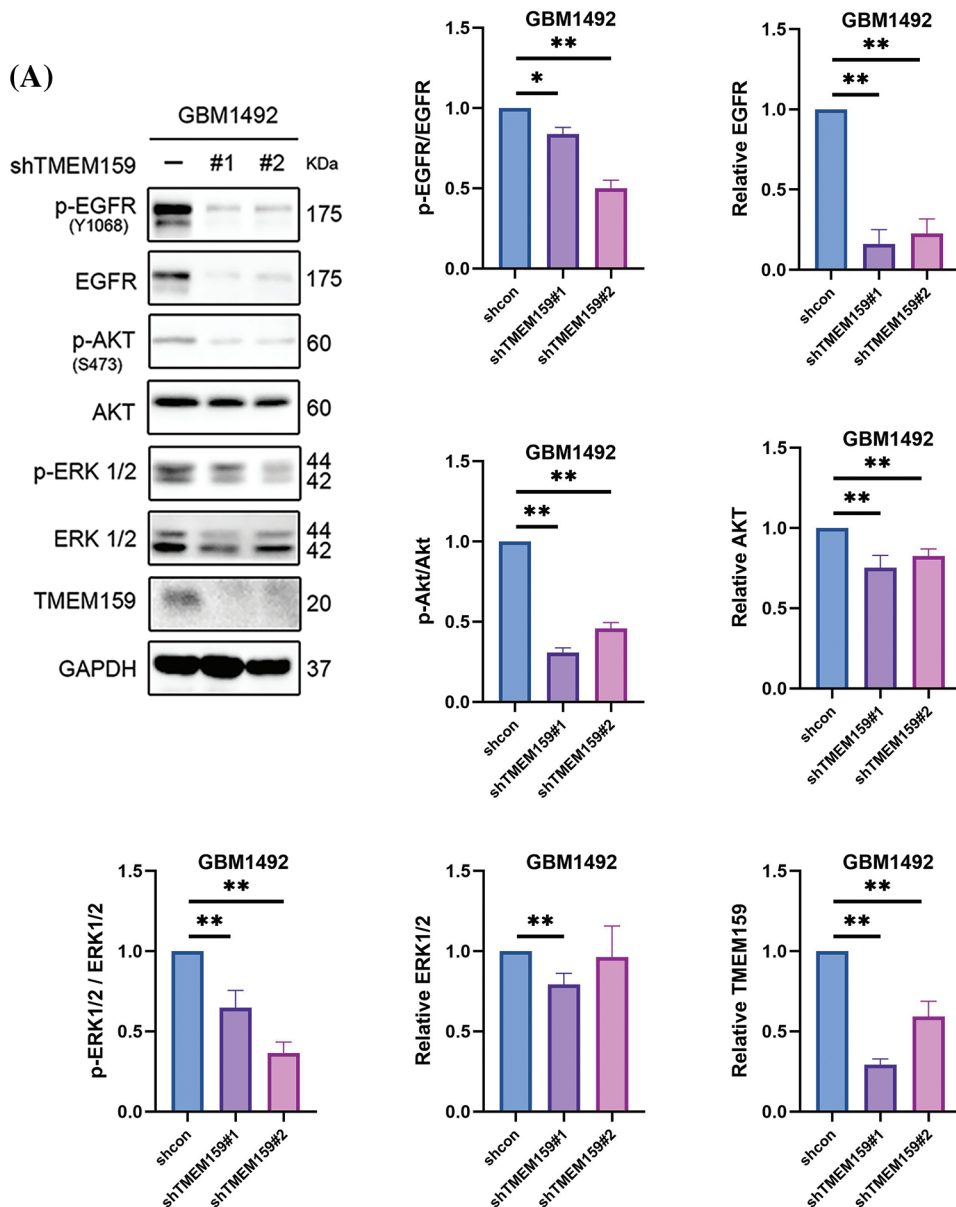 (A)
GBM1492
shTMEM159 – #1 #2 KDa
p-EGFR
(Y1068)
175
EGFR 175
p-AKT
(S473)
60
AKT 60
p-ERK 1/2 44
42
ERK 1/2 44
42
TMEM159 20
GAPDH 37
GBM1492
p-EGFR/EGFR
1.5
1.0
0.5
0.0
**
*
shcon
shTMEM159#1
shTMEM159#2
GBM1492
Relative EGFR
1.5
1.0
0.5
0.0
**
**
shcon
shTMEM159#1
shTMEM159#2
GBM1492
p-Akt/Akt
1.5
1.0
0.5
0.0
**
**
shcon
shTMEM159#1
shTMEM159#2
GBM1492
Relative AKT
1.5
1.0
0.5
0.0
**
**
shcon
shTMEM159#1
shTMEM159#2
GBM1492
p-ERK1/2 / ERK1/2
1.5
1.0
0.5
0.0
**
**
shcon
shTMEM159#1
shTMEM159#2
GBM1492
Relative ERK1/2
1.5
1.0
0.5
0.0
**
shcon
shTMEM159#1
shTMEM159#2
GBM1492
Relative TMEM159
1.5
1.0
0.5
0.0
**
**
shcon
shTMEM159#1
shTMEM159#2